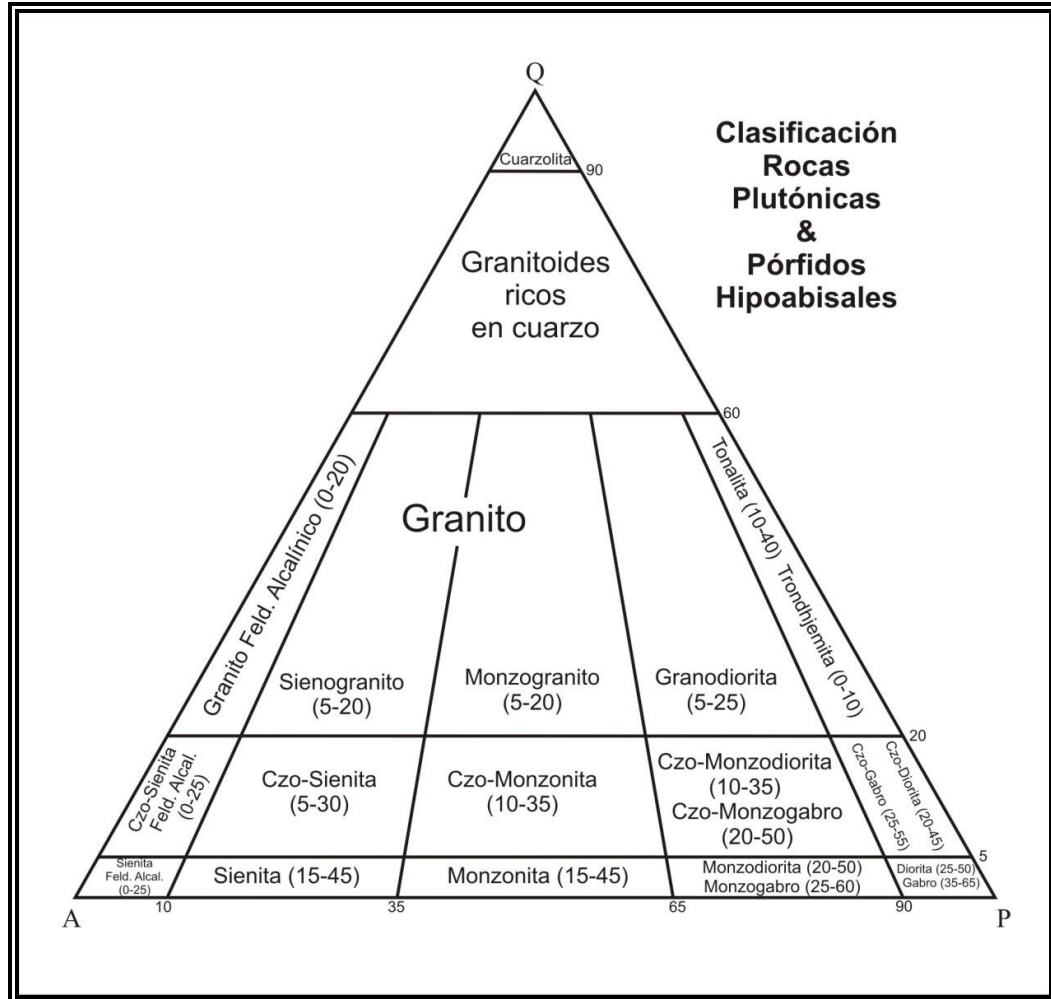 Q
Clasificación
Rocas
Plutónicas
&
Pórfidos
Hipoabisales
Cuarzolita
90
Granitoides
ricos
en cuarzo
60
Granito Feld. Alcalínico (0-20)
Granito
Tonalita (10-40) Trondhjemita (0-10)
Sienogranito
(5-20)
Monzogranito
(5-20)
Granodiorita
(5-25)
20
Czo-Sienita
Feld. Alcal.
(0-25)
Czo-Sienita
(5-30)
Czo-Monzonita
(10-35)
Czo-Monzodiorita
(10-35)
Czo-Monzogabro
(20-50)
Czo-Gabro (25-55)
Czo-Diorita (20-45)
5
Sienita
Feld. Alcal.
(0-25)
Sienita (15-45)
Monzonita (15-45)
Monzodiorita (20-50)
Monzogabro (25-60)
Diorita (25-50)
Gabro (35-65)
A
10
35
65
90
P